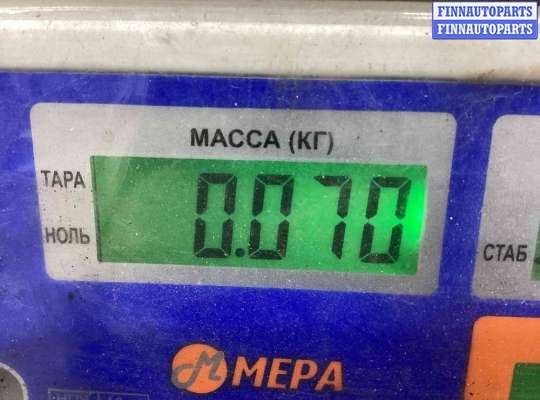 FINNAUTOPARTS
FINNAUTOPARTS
МАССА (КГ)
ТАРА
0.070
НОЛЬ
СТАБ
МЕРА